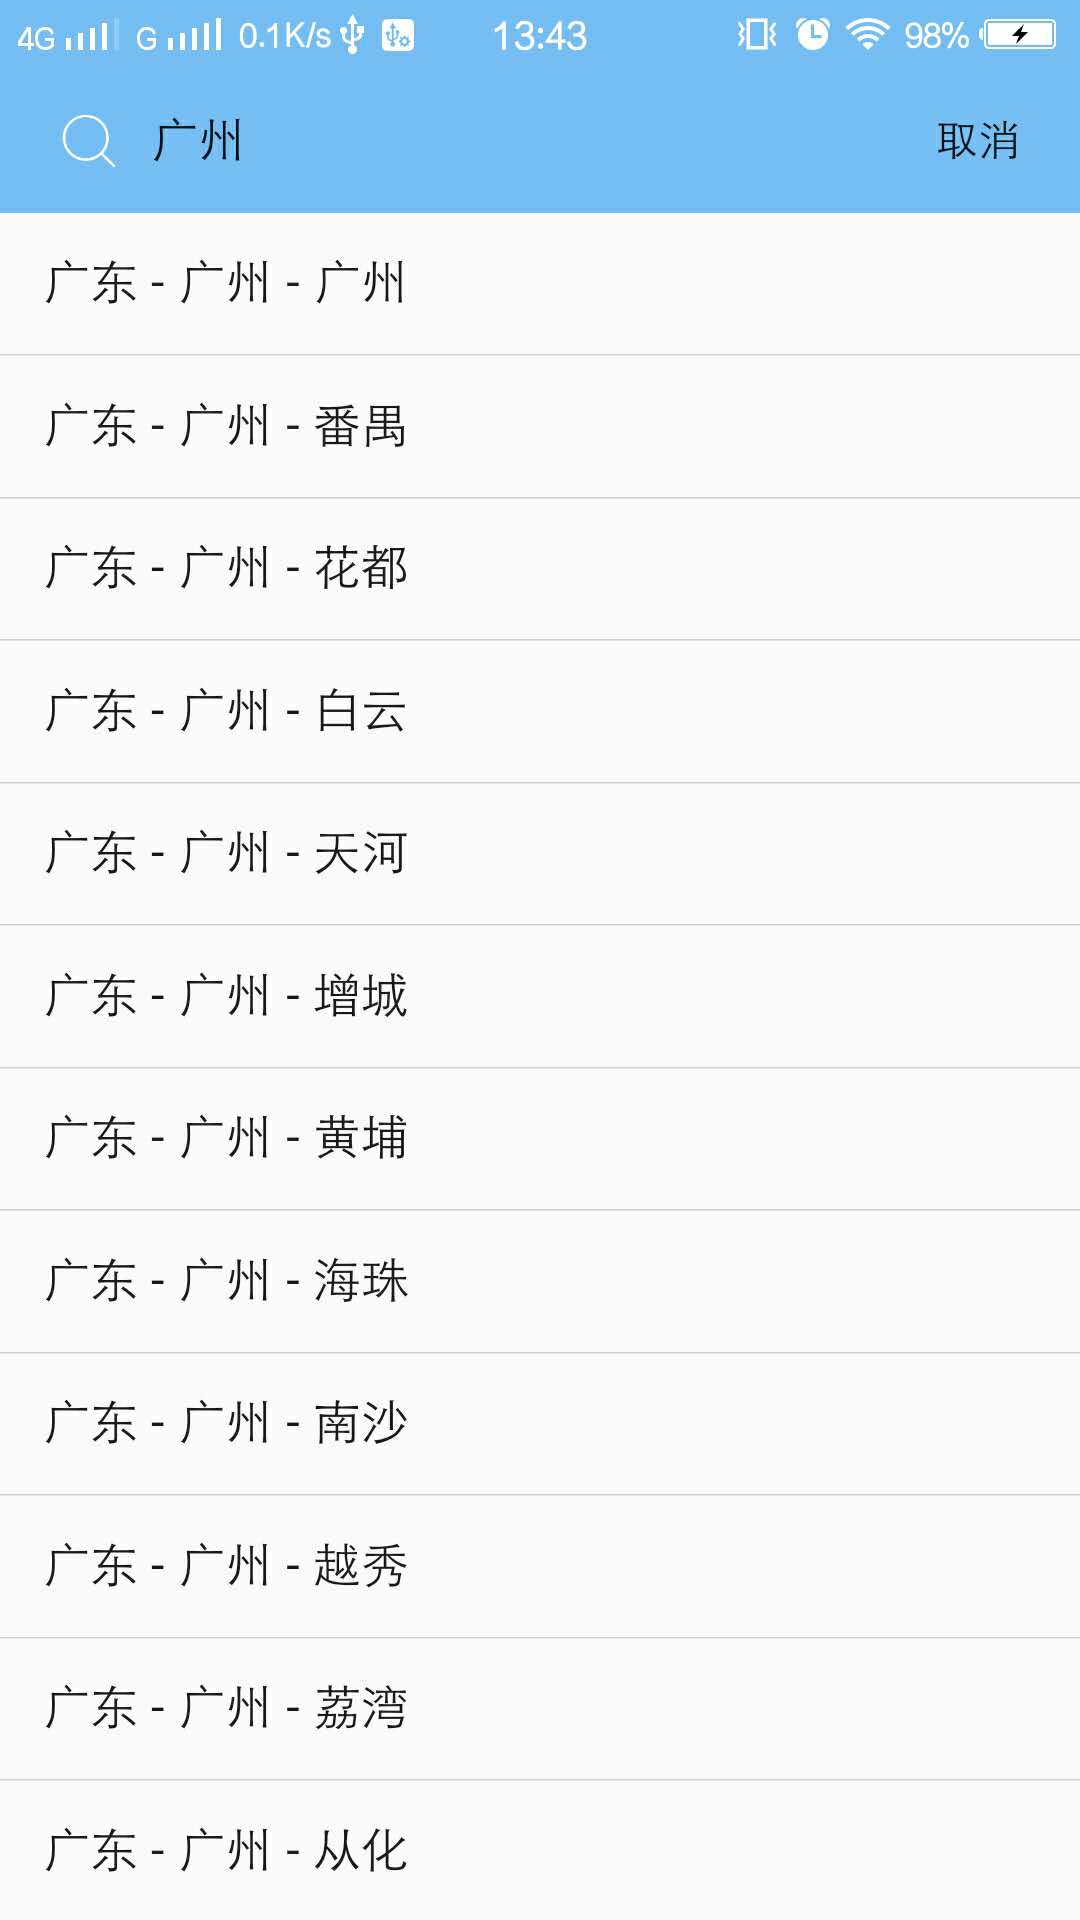 4G G 0.1K/s 13:43 98%
广州 取消
广东 - 广州 - 广州
广东 - 广州 - 番禺
广东 - 广州 - 花都
广东 - 广州 - 白云
广东 - 广州 - 天河
广东 - 广州 - 增城
广东 - 广州 - 黄埔
广东 - 广州 - 海珠
广东 - 广州 - 南沙
广东 - 广州 - 越秀
广东 - 广州 - 荔湾
广东 - 广州 - 从化